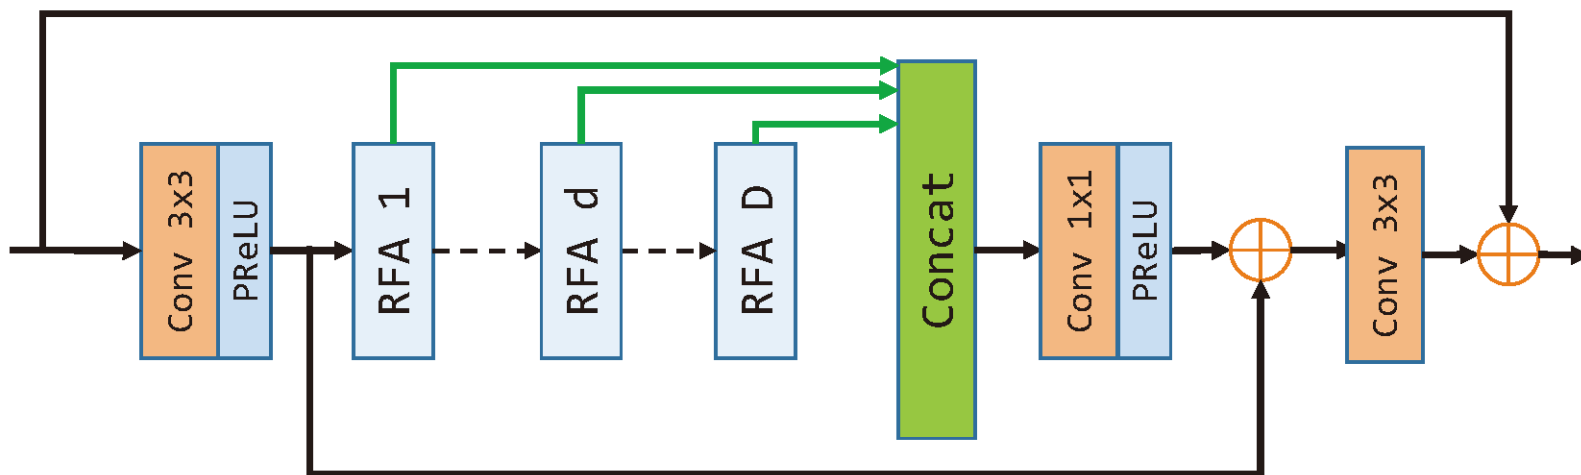 Conv 3x3
PReLU
RFA 1
RFA d
RFA D
Concat
Conv 1x1
PReLU
Conv 3x3